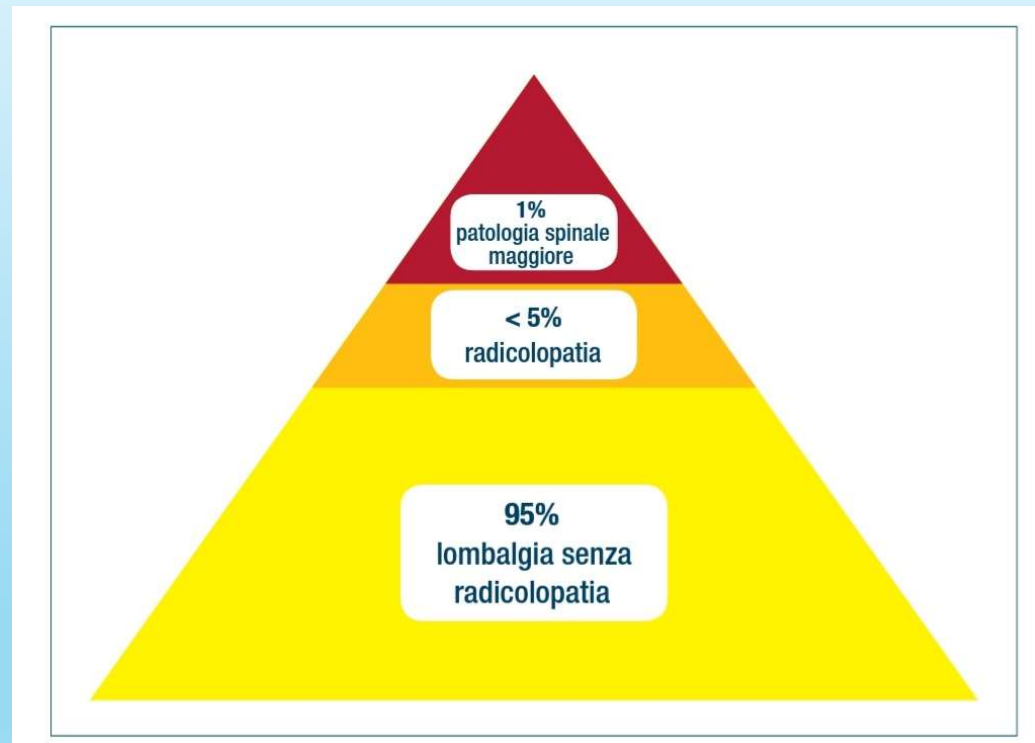 1%
patologia spinale
maggiore
< 5%
radicolopatia
95%
lombalgia senza
radicolopatia